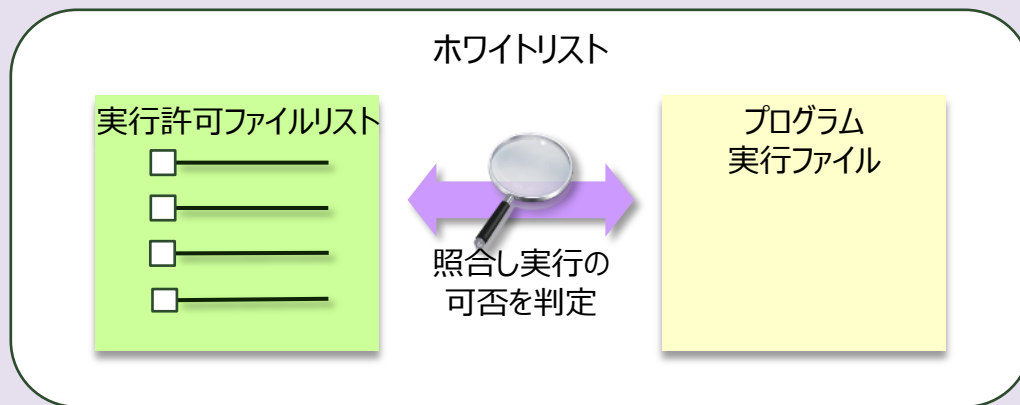 ホワイトリスト
実行許可ファイルリスト
プログラム
実行ファイル
照合し実行の
可否を判定